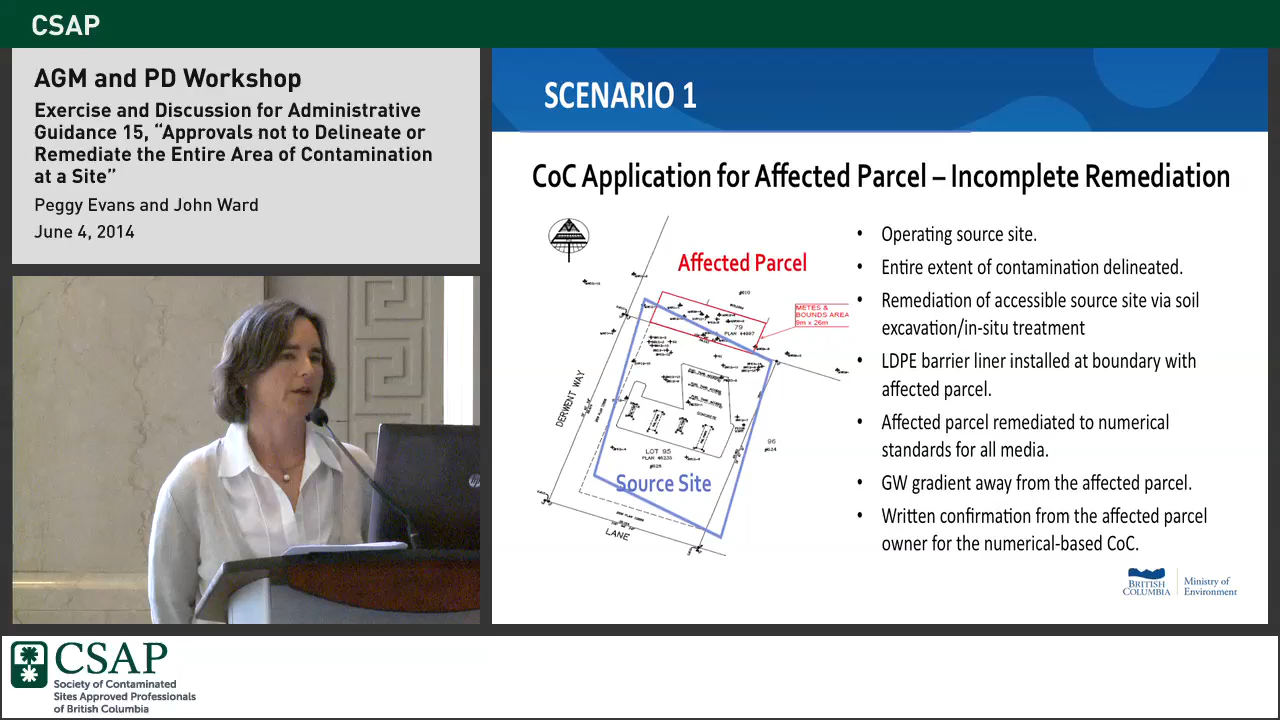 CSAP
AGM and PD Workshop
Exercise and Discussion for Administrative
Guidance 15, “Approvals not to Delineate or
Remediate the Entire Area of Contamination
at a Site”
Peggy Evans and John Ward
June 4, 2014
SCENARIO 1
CoC Application for Affected Parcel – Incomplete Remediation
Affected Parcel
METES &
BOUNDS AREA
9m x 26m
79
PLAN 44097
DERWENT WAY
LOT 95
96
Source Site
LANE
• Operating source site.
• Entire extent of contamination delineated.
• Remediation of accessible source site via soil
excavation/in-situ treatment
• LDPE barrier liner installed at boundary with
affected parcel.
• Affected parcel remediated to numerical
standards for all media.
• GW gradient away from the affected parcel.
• Written confirmation from the affected parcel
owner for the numerical-based CoC.
BRITISH
COLUMBIA
Ministry of
Environment
CSAP
Society of Contaminated
Sites Approved Professionals
of British Columbia